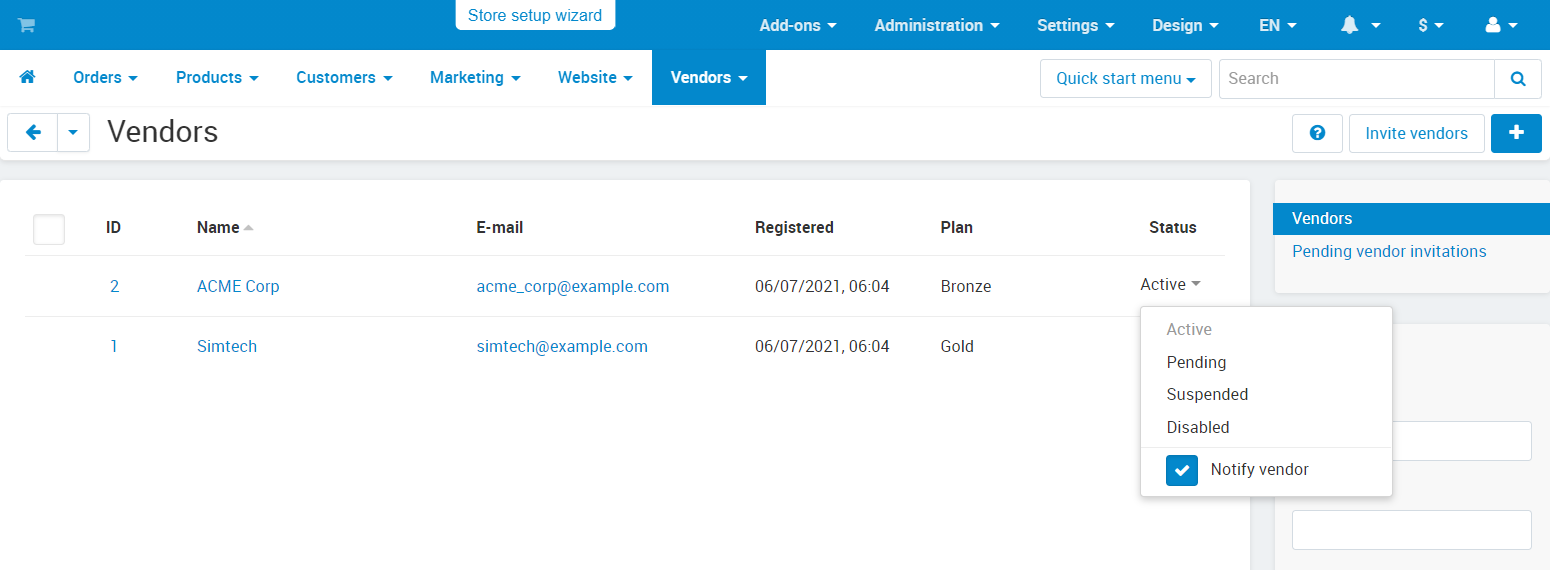 Store setup wizard
Add-ons Administration Settings Design EN $
Orders Products Customers Marketing Website Vendors Quick start menu Search
Vendors ? Invite vendors +
ID Name E-mail Registered Plan Status
Vendors
Pending vendor invitations
2 ACME Corp acme_corp@example.com 06/07/2021, 06:04 Bronze Active
1 Simtech simtech@example.com 06/07/2021, 06:04 Gold
Active
Pending
Suspended
Disabled
Notify vendor